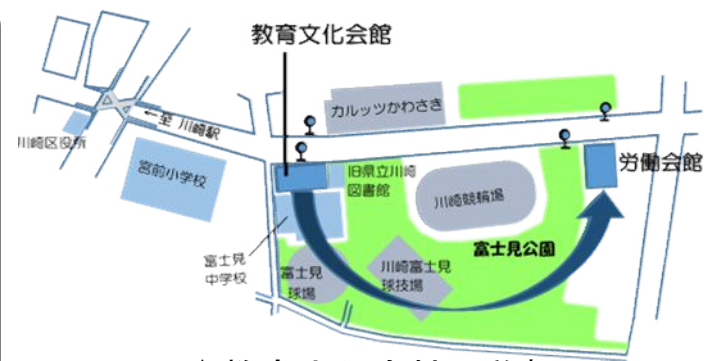 教育文化会館
カルッツかわさき
←至 川崎駅
川崎区役所
宮前小学校
旧県立川崎
図書館
労働会館
川崎競輪場
富士見公園
富士見
中学校
富士見
球場
川崎富士見
球技場